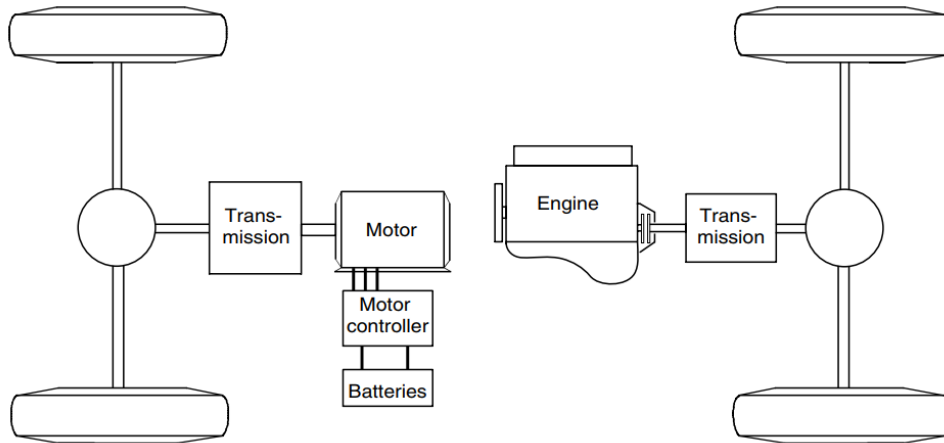 Trans-
mission
Motor
Motor
controller
Batteries
Engine
Trans-
mission